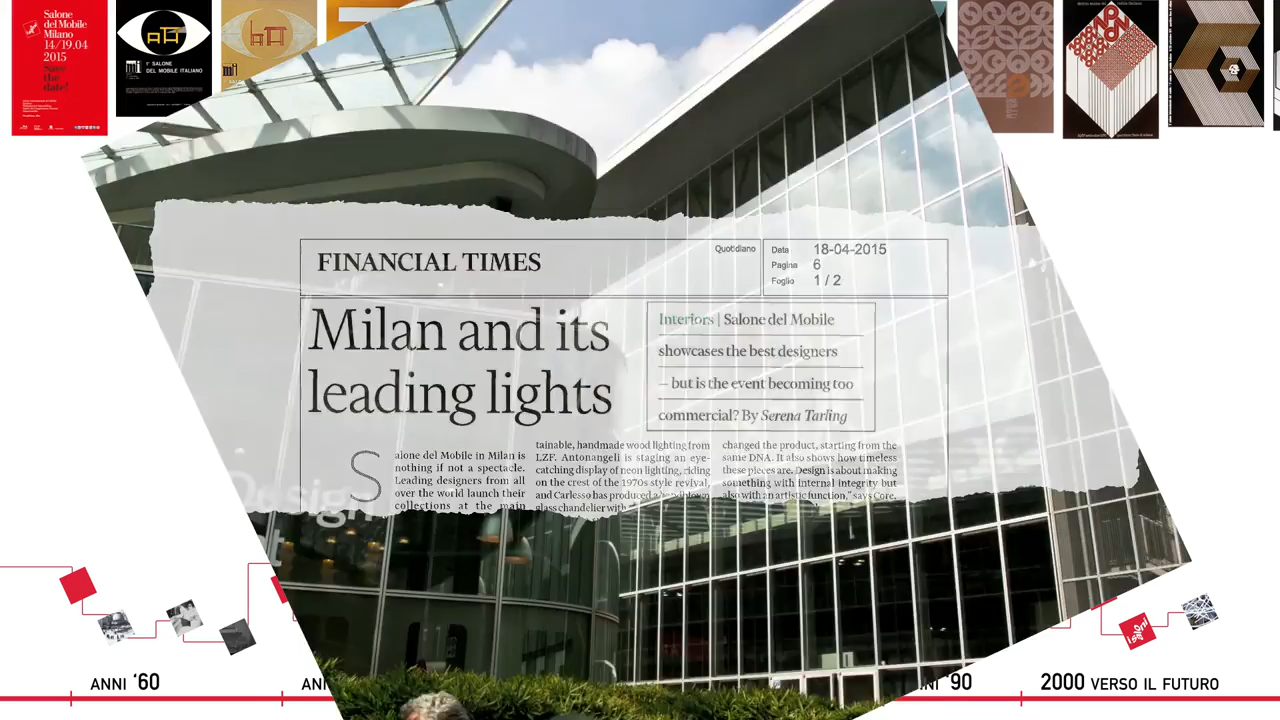 Salone
del Mobile
Milano
14/19.04
2015
Save
the
date!
1° SALONE
DEL MOBILE ITALIANO
FINANCIAL TIMES
Quotidiano
Data 18-04-2015
Pagina 6
Foglio 1 / 2
Milan and its
leading lights
Interiors | Salone del Mobile
showcases the best designers
– but is the event becoming too
commercial? By Serena Tarling
Salone del Mobile in Milan is
nothing if not a spectacle.
Leading designers from all
over the world launch their
collections at the main
tainable, handmade wood lighting from
LZF. Antonangeli is staging an eye-
catching display of neon lighting, riding
on the crest of the 1970s style revival,
and Carlesso has produced a handblown
glass chandelier with
changed the product, starting from the
same DNA. It also shows how timeless
these pieces are. Design is about making
something with internal integrity but
also with an artistic function," says Core.
Design
ANNI '60
ANNI
'90
2000 VERSO IL FUTURO